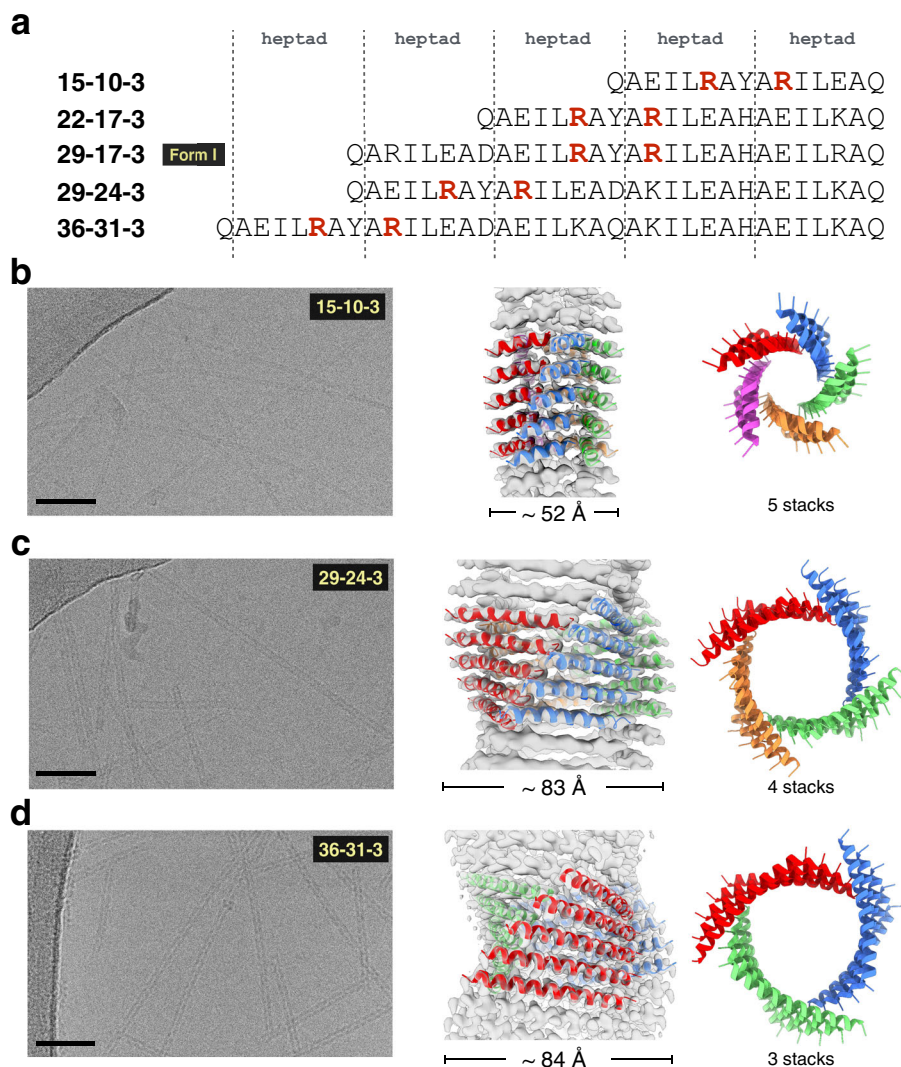 a
heptad heptad heptad heptad heptad
15-10-3 QAEILRAYARILEAQ
22-17-3 QAEILRAYARILEAHAEILKAQ
29-17-3 Form I QARILEADAEILRAYARILEAHAEILRAQ
29-24-3 QAEILRAYARILEADAKILEAHAEILKAQ
36-31-3 QAEILRAYARILEADAEILKAQAKILEAHAEILKAQ
b
15-10-3
~ 52 Å
5 stacks
c
29-24-3
~ 83 Å
4 stacks
d
36-31-3
~ 84 Å
3 stacks